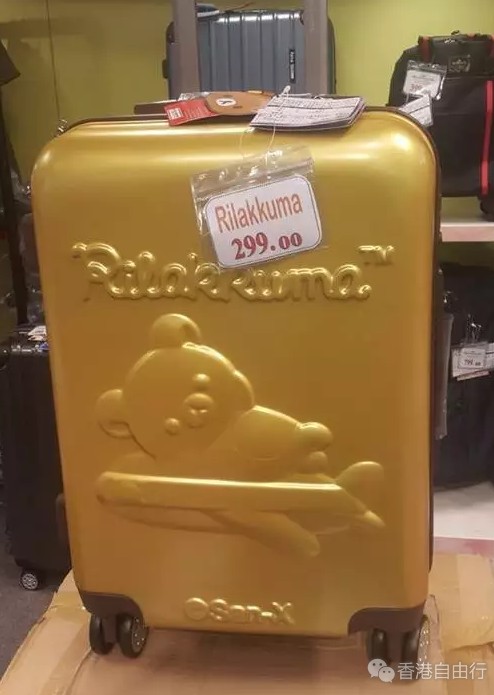 Rilakkuma
299.00
Rilakkuma™
©San-X
香港自由行